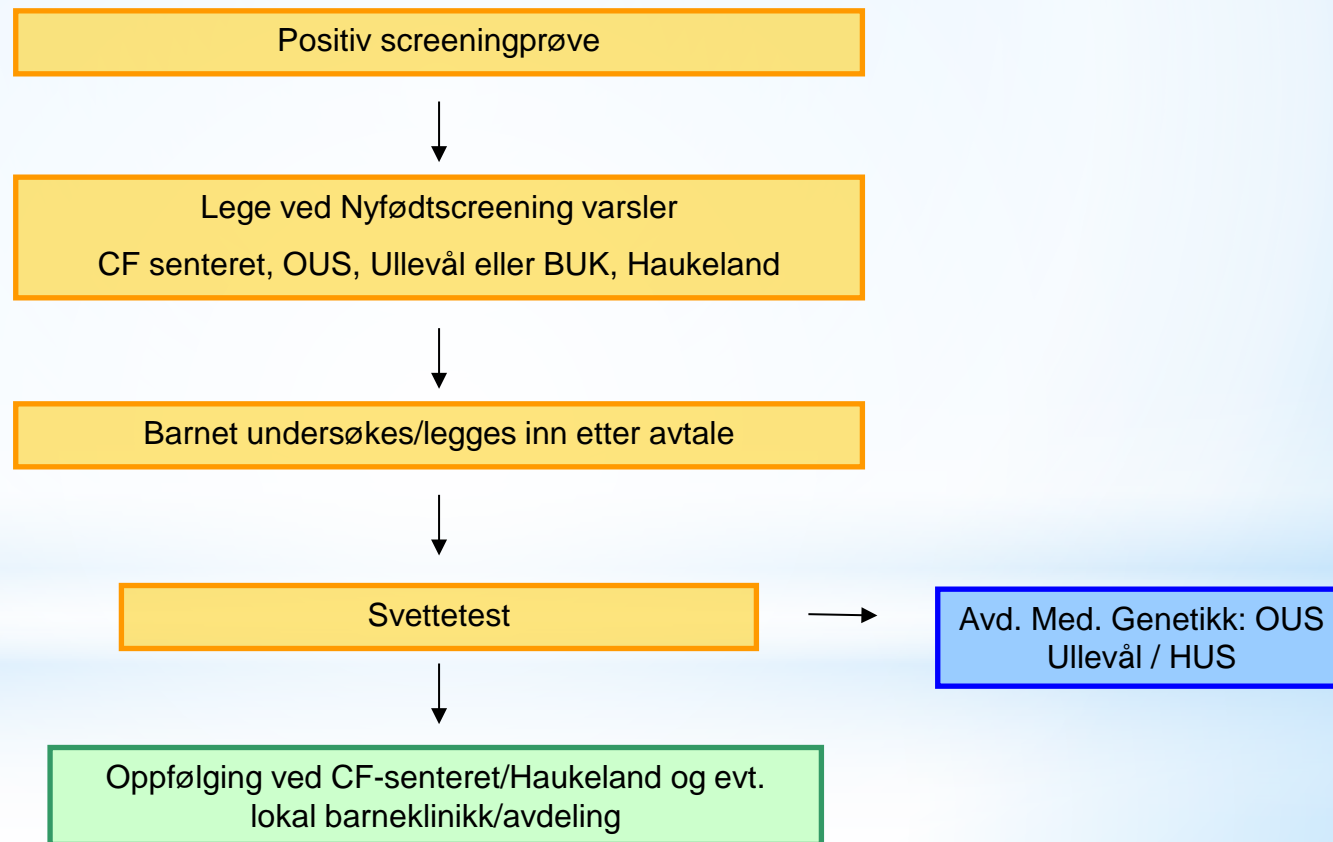 Positiv screeningprøve
Lege ved Nyfødtscreening varsler
CF senteret, OUS, Ullevål eller BUK, Haukeland
Barnet undersøkes/legges inn etter avtale
Svettetest
Avd. Med. Genetikk: OUS
Ullevål / HUS
Oppfølging ved CF-senteret/Haukeland og evt.
lokal barneklinikk/avdeling